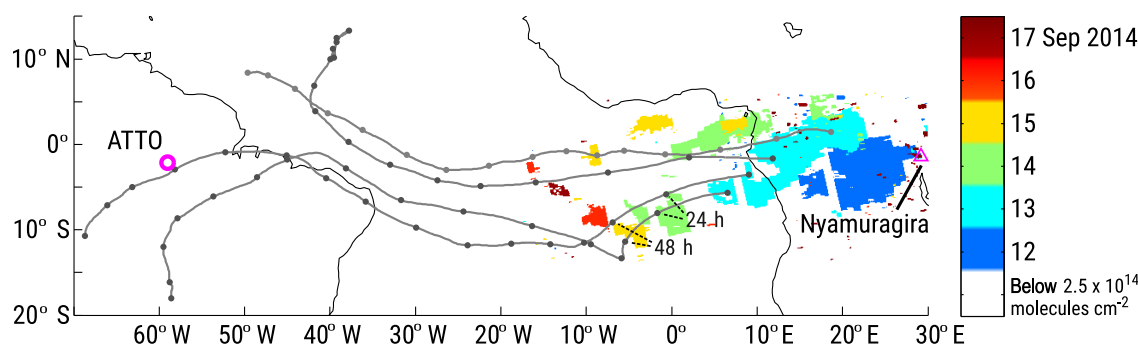 10° N
0°
10° S
20° S
ATTO
24 h
48 h
Nyamuragira
60° W
50° W
40° W
30° W
20° W
10° W
0°
10° E
20° E
30° E
17 Sep 2014
16
15
14
13
12
Below 2.5 x 10¹⁴
molecules cm⁻²